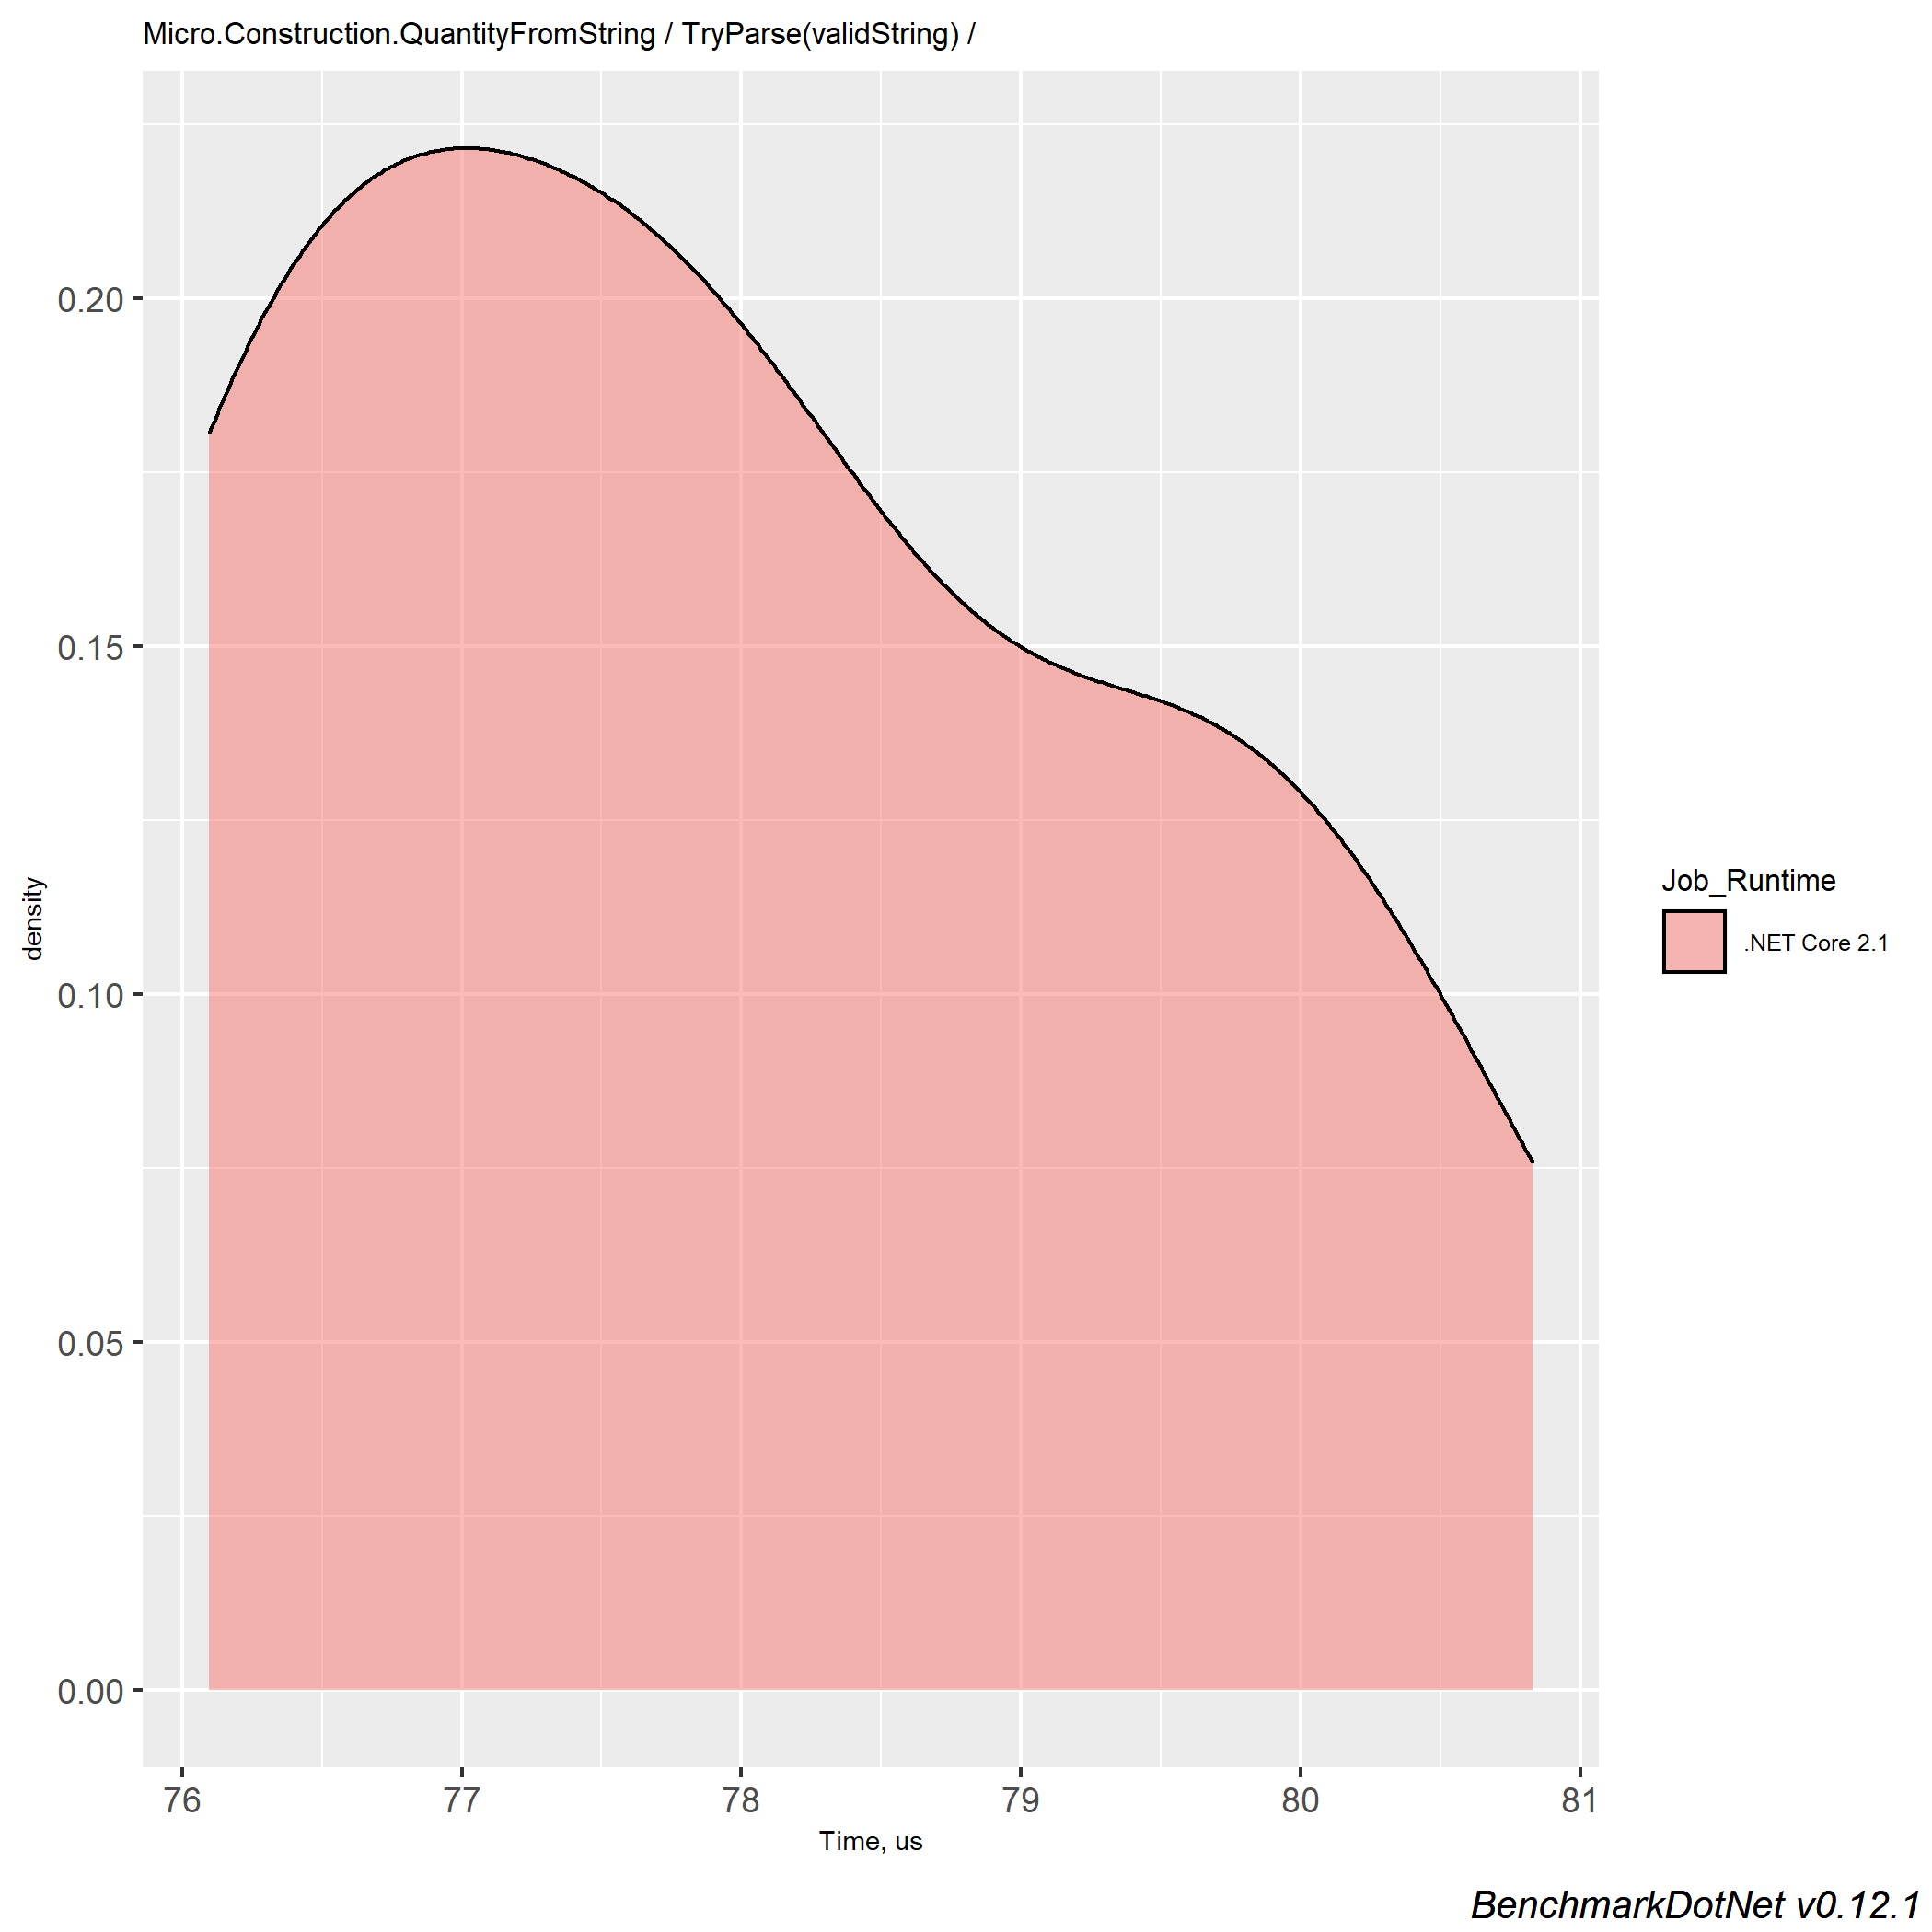 Micro.Construction.QuantityFromString / TryParse(validString) /
0.20
0.15
0.10
0.05
0.00
density
76 77 78 79 80 81
Time, us
Job_Runtime
.NET Core 2.1
BenchmarkDotNet v0.12.1